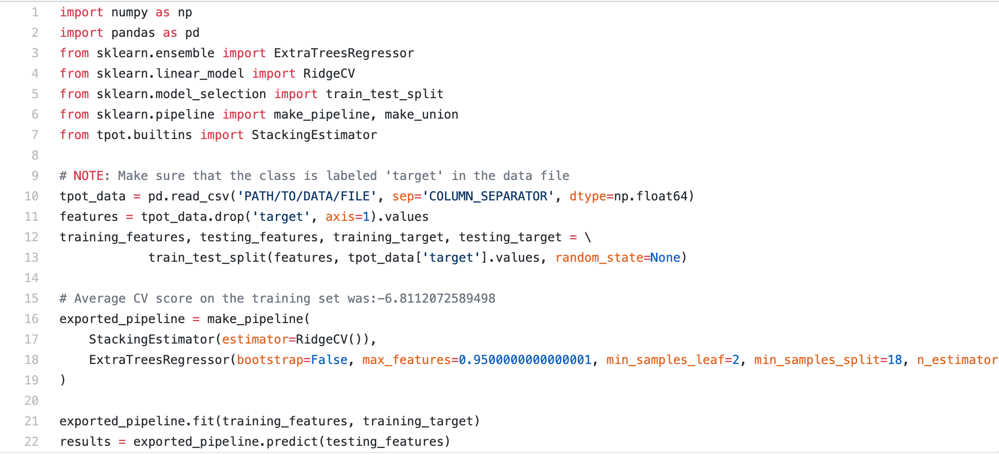 1 import numpy as np
2 import pandas as pd
3 from sklearn.ensemble import ExtraTreesRegressor
4 from sklearn.linear_model import RidgeCV
5 from sklearn.model_selection import train_test_split
6 from sklearn.pipeline import make_pipeline, make_union
7 from tpot.builtins import StackingEstimator
8
9 # NOTE: Make sure that the class is labeled 'target' in the data file
10 tpot_data = pd.read_csv('PATH/TO/DATA/FILE', sep='COLUMN_SEPARATOR', dtype=np.float64)
11 features = tpot_data.drop('target', axis=1).values
12 training_features, testing_features, training_target, testing_target = \
13             train_test_split(features, tpot_data['target'].values, random_state=None)
14
15 # Average CV score on the training set was:-6.8112072589498
16 exported_pipeline = make_pipeline(
17     StackingEstimator(estimator=RidgeCV()),
18     ExtraTreesRegressor(bootstrap=False, max_features=0.9500000000000001, min_samples_leaf=2, min_samples_split=18, n_estimator
19 )
20
21 exported_pipeline.fit(training_features, training_target)
22 results = exported_pipeline.predict(testing_features)